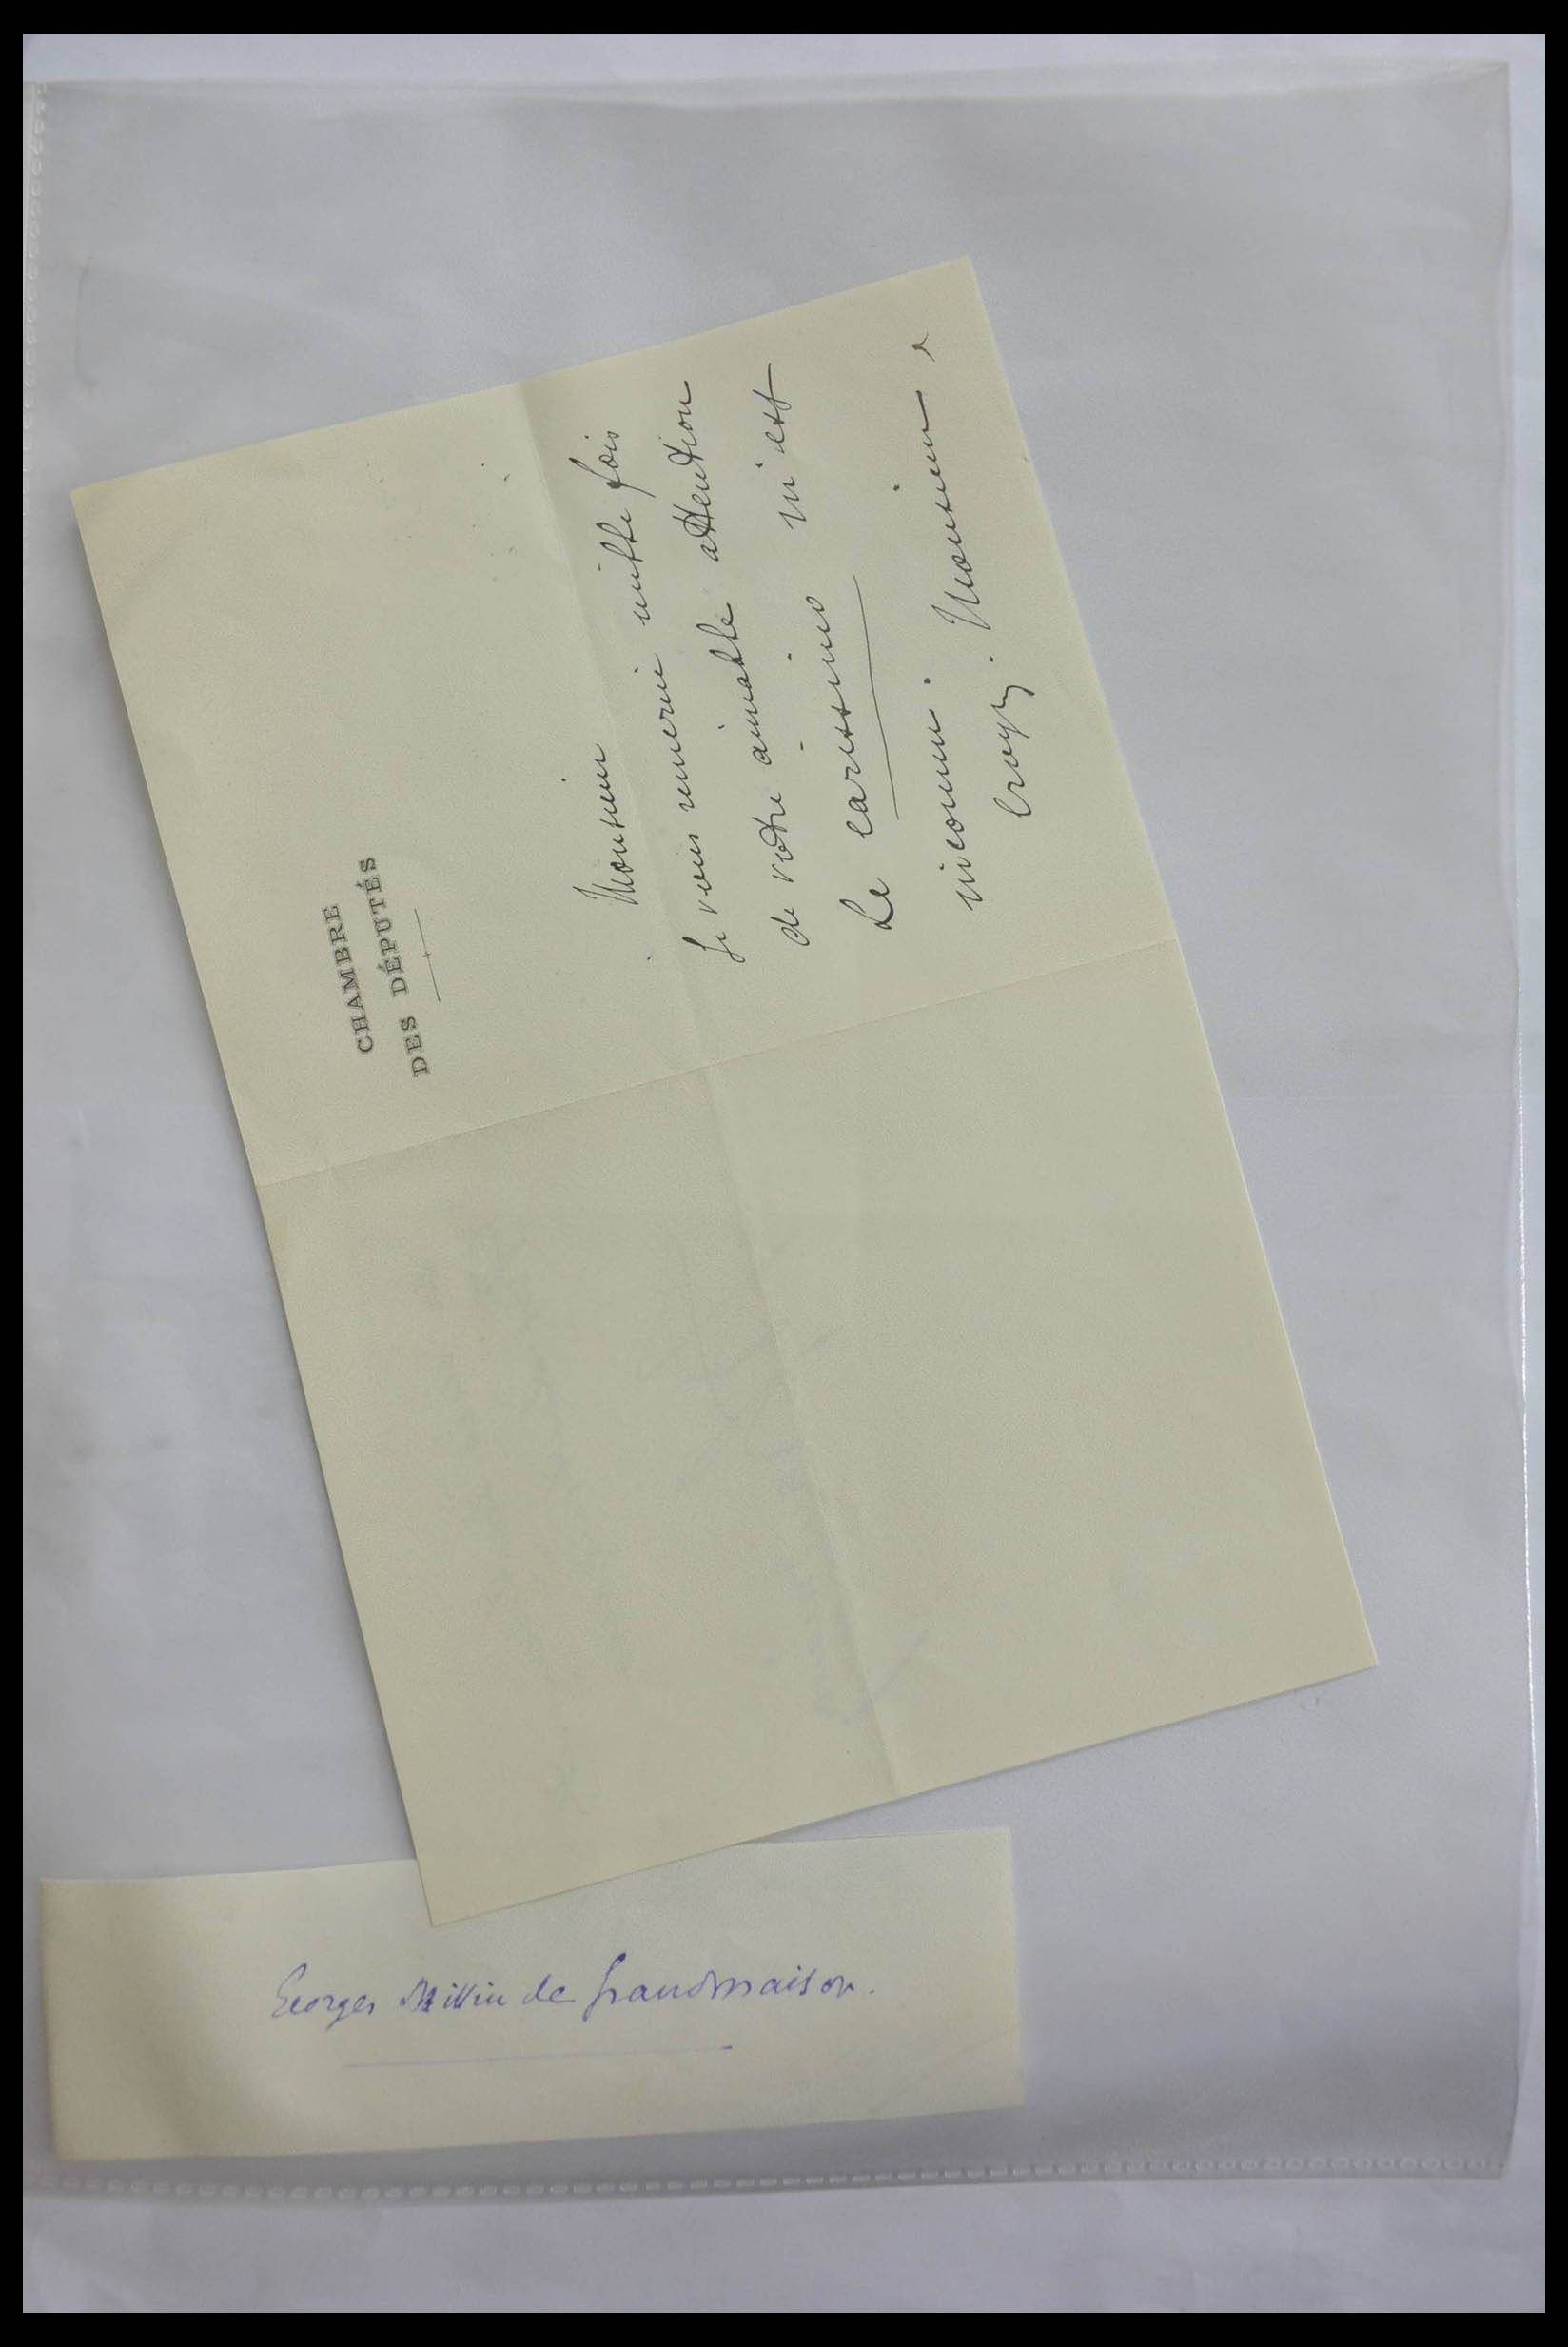 CHAMBRE
DES DÉPUTÉS
Monsieur
Je vous remercie mille fois
de votre aimable attention
Le carissimo m'est
inconnu. Monsieur
Croyez.
Georges Millin de Grandmaison.